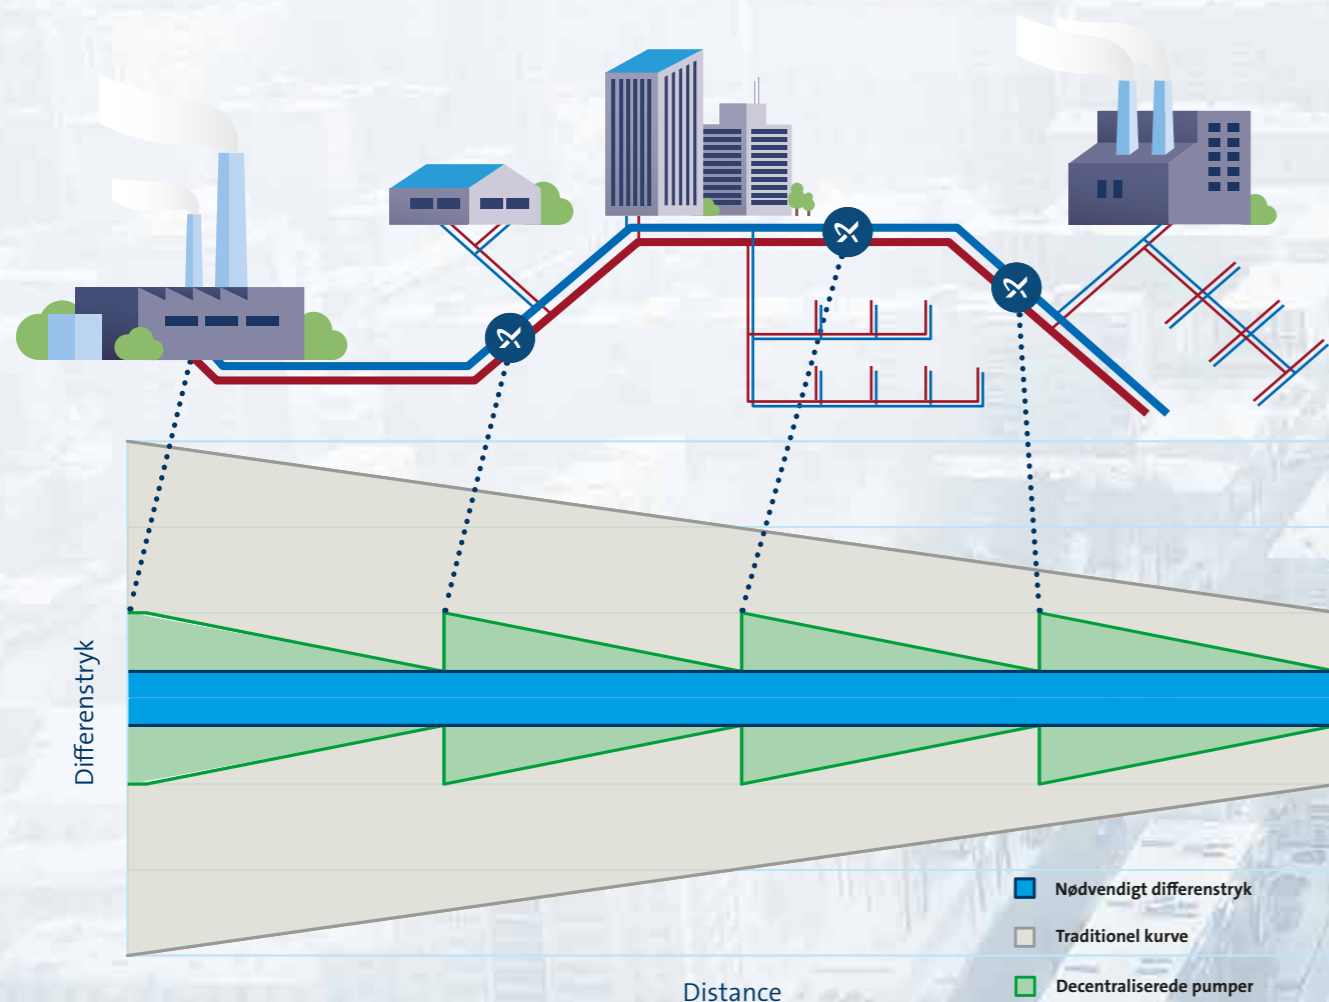 Differenstryk
Nødvendigt differenstryk
Traditionel kurve
Decentraliserede pumper
Distance